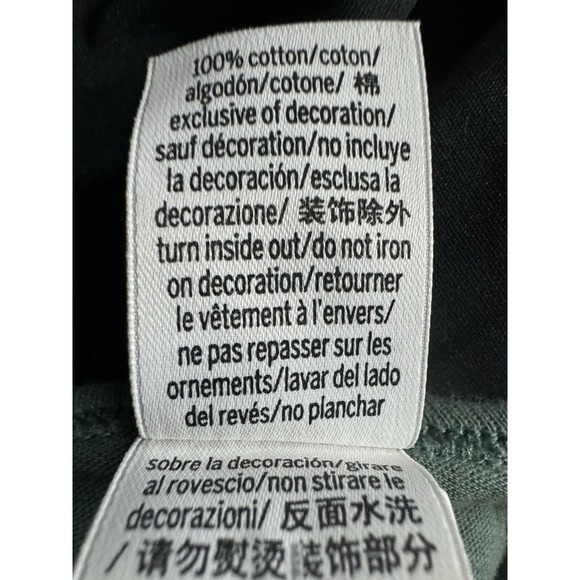 100% cotton/coton/
algodón/cotone/ 棉
exclusive of decoration/
sauf décoration/no incluye
la decoración/esclusa la
decorazione/ 装饰除外
turn inside out/do not iron
on decoration/retourner
le vêtement à l'envers/
ne pas repasser sur les
ornements/lavar del lado
del revés/no planchar
sobre la decoración/girare
al rovescio/non stirare le
decorazioni/ 反面水洗
/ 请勿熨烫装饰部分